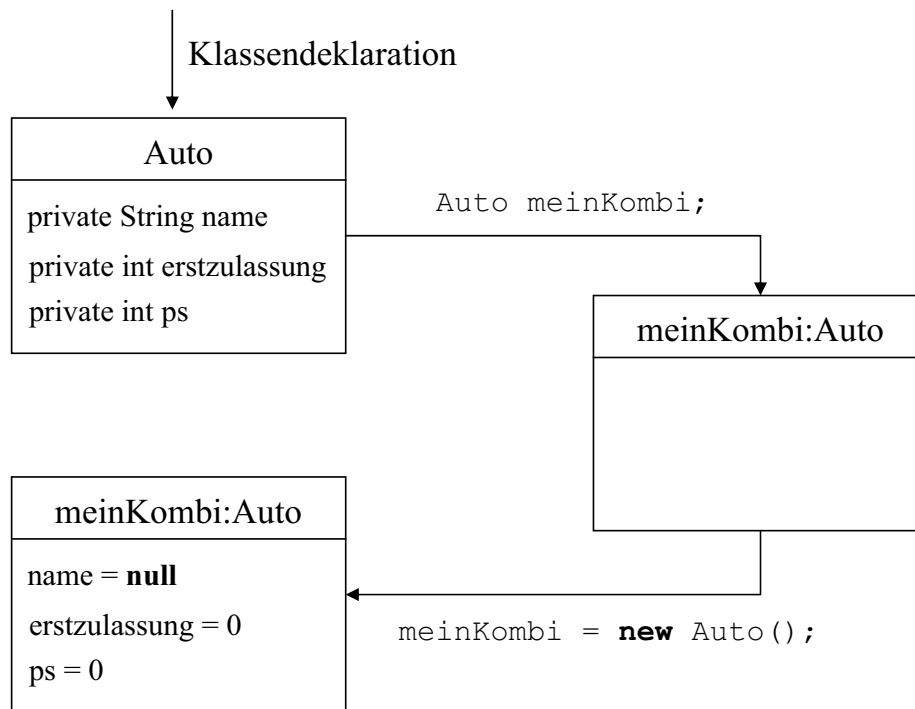 Klassendeklaration
Auto
private String name
private int erstzulassung
private int ps
Auto meinKombi;
meinKombi:Auto
meinKombi:Auto
name = null
erstzulassung = 0
ps = 0
meinKombi = new Auto();